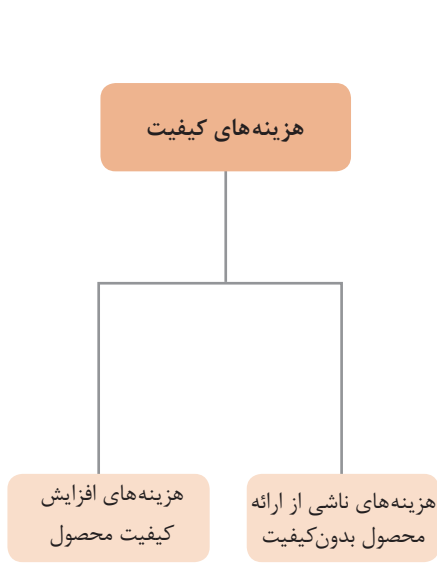 هزینه‌های کیفیت
هزینه‌های ناشی از ارائه
محصول بدون‌کیفیت
هزینه‌های افزایش
کیفیت محصول